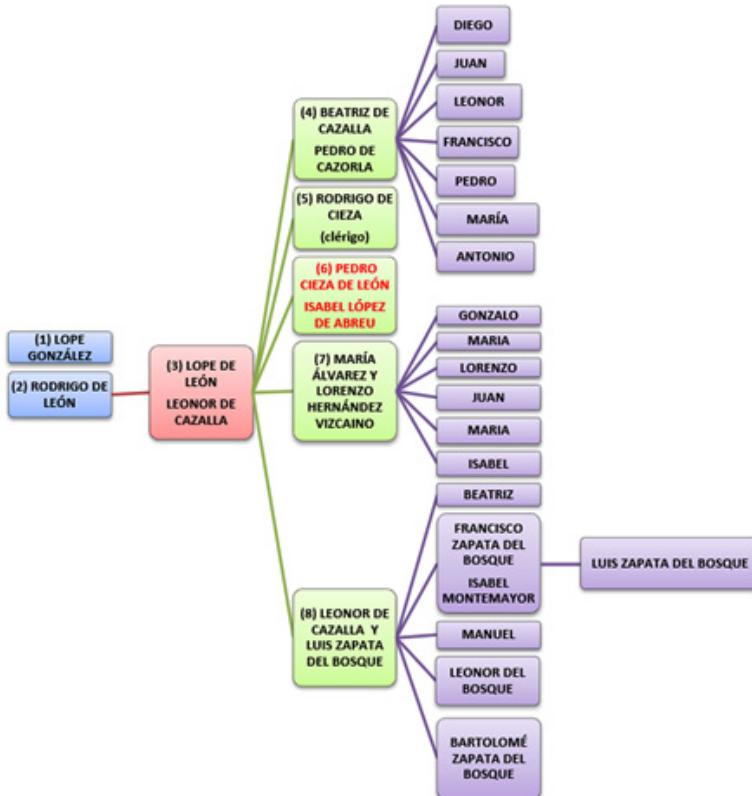 (1) LOPE
GONZÁLEZ
(2) RODRIGO DE
LEÓN
(3) LOPE DE
LEÓN
LEONOR DE
CAZALLA
(4) BEATRIZ DE
CAZALLA
PEDRO DE
CAZORLA
DIEGO
JUAN
LEONOR
FRANCISCO
PEDRO
MARÍA
ANTONIO
(5) RODRIGO DE
CIEZA
(clérigo)
(6) PEDRO
CIEZA DE LEÓN
ISABEL LÓPEZ
DE ABREU
(7) MARÍA
ÁLVAREZ Y
LORENZO
HERNÁNDEZ
VIZCAINO
GONZALO
MARIA
LORENZO
JUAN
MARIA
ISABEL
(8) LEONOR DE
CAZALLA Y
LUIS ZAPATA
DEL BOSQUE
BEATRIZ
FRANCISCO
ZAPATA DEL
BOSQUE
ISABEL
MONTEMAYOR
LUIS ZAPATA DEL BOSQUE
MANUEL
LEONOR DEL
BOSQUE
BARTOLOMÉ
ZAPATA DEL
BOSQUE